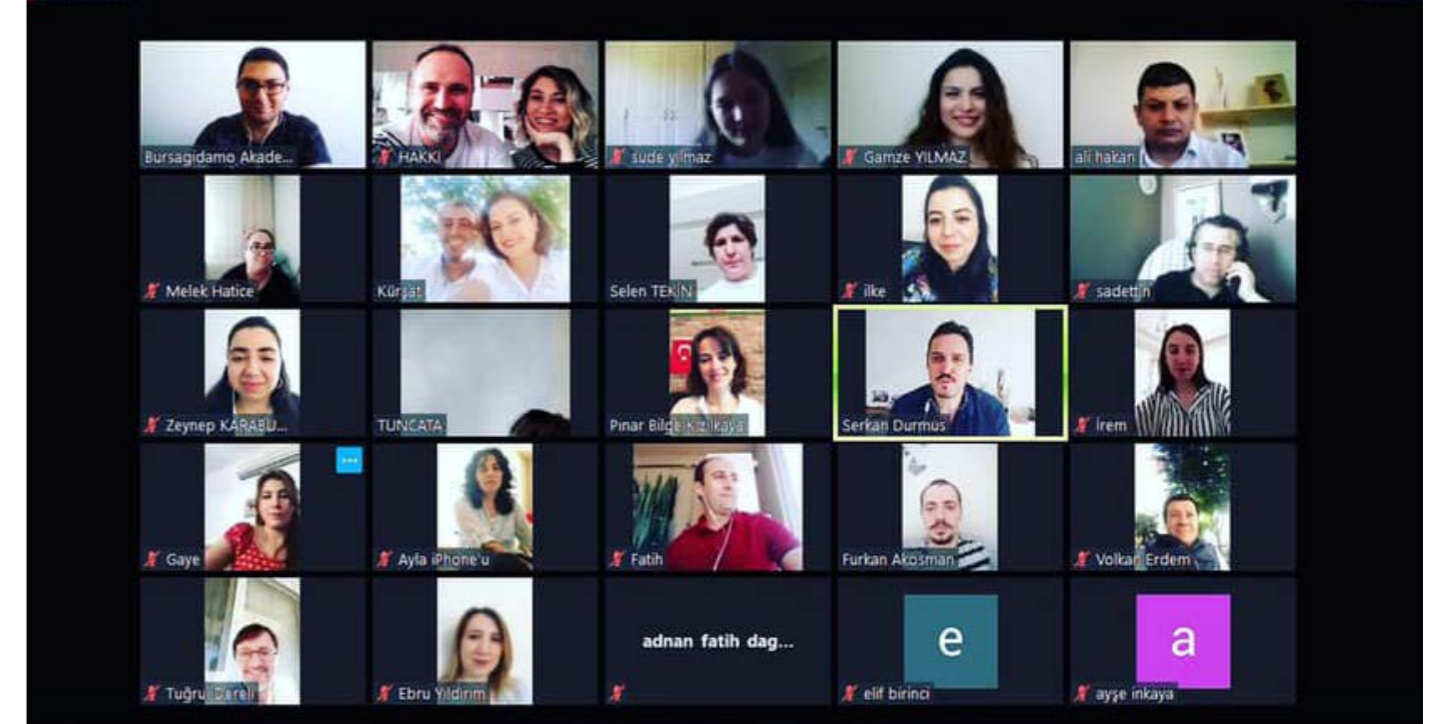 Bursagidamo Akade...
HAKKI
sude yılmaz
Gamze YILMAZ
ali hakan
Melek Hatice
Kürşat
Selen TEKİN
ilke
sadettin
Zeynep KARABU...
TUNCATA
Pınar Bilge Kızılkaya
Serkan Durmus
İrem
Gaye
Ayla iPhone'u
Fatih
Furkan Akosman
Volkan Erdem
Tuğrul Dereli
Ebru Yıldırım
adnan fatih dag...
e
elif birinci
a
ayşe inkaya